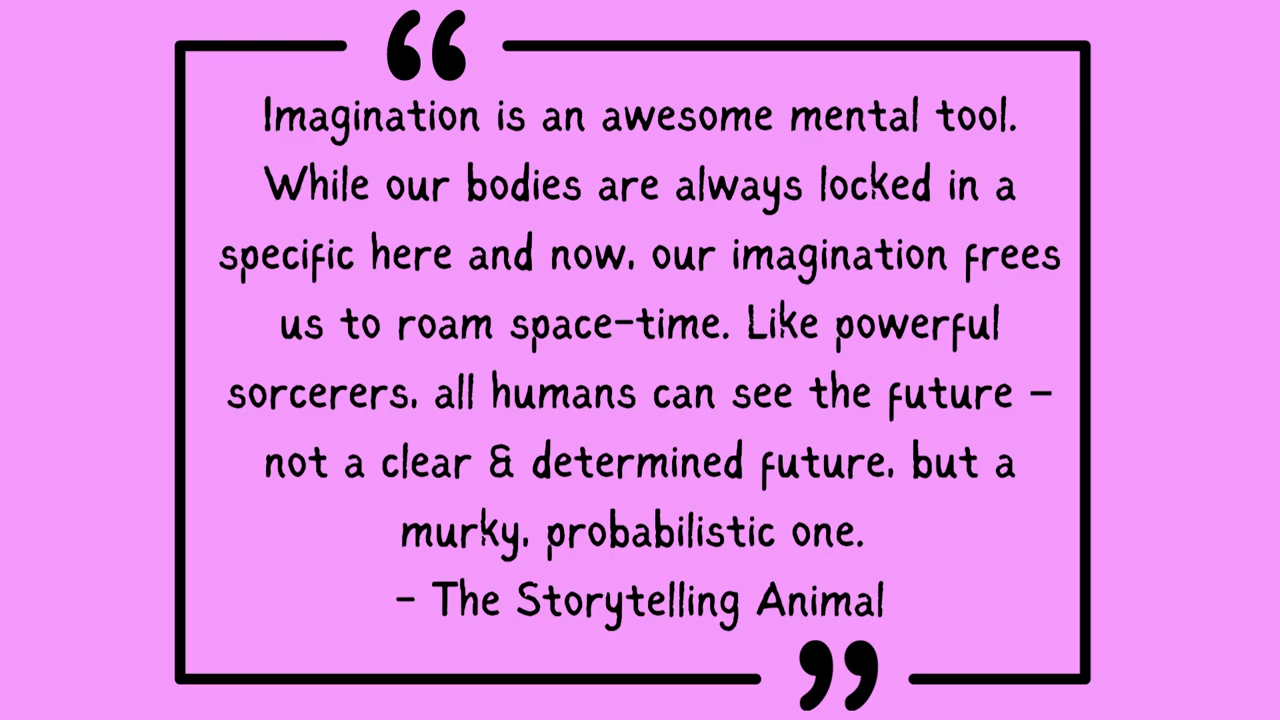 Imagination is an awesome mental tool.
While our bodies are always locked in a
specific here and now, our imagination frees
us to roam space-time. Like powerful
sorcerers, all humans can see the future –
not a clear & determined future, but a
murky, probabilistic one.
- The Storytelling Animal